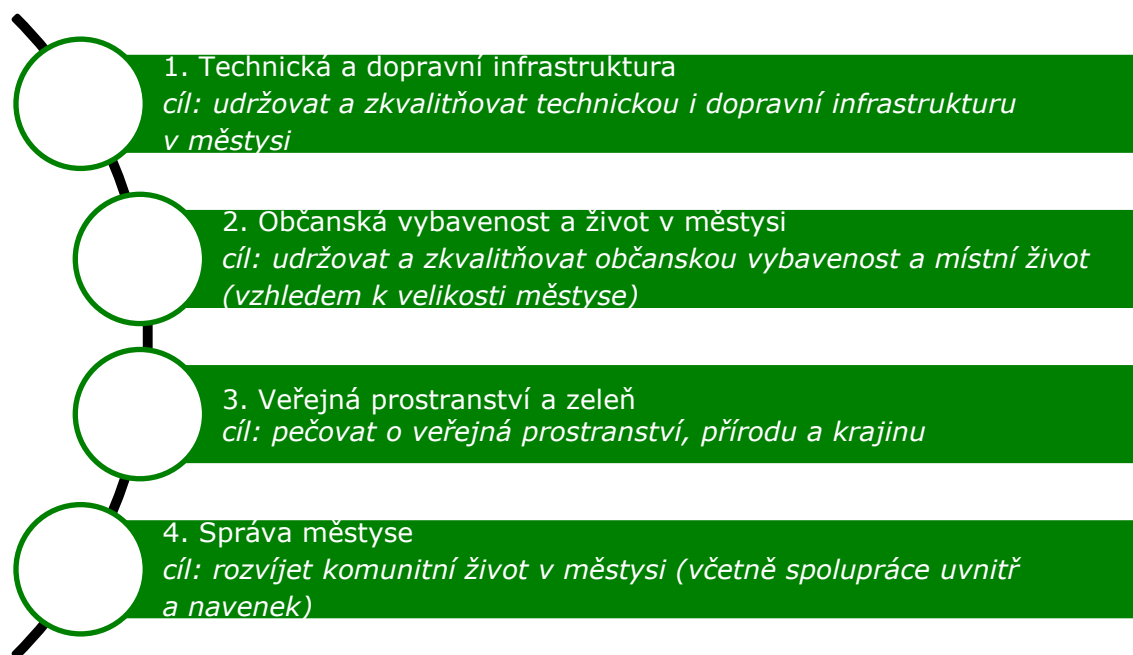 1. Technická a dopravní infrastruktura
cíl: udržovat a zkvalitňovat technickou i dopravní infrastrukturu
v městysi
2. Občanská vybavenost a život v městysi
cíl: udržovat a zkvalitňovat občanskou vybavenost a místní život
(vzhledem k velikosti městyse)
3. Veřejná prostranství a zeleň
cíl: pečovat o veřejná prostranství, přírodu a krajinu
4. Správa městyse
cíl: rozvíjet komunitní život v městysi (včetně spolupráce uvnitř
a navenek)